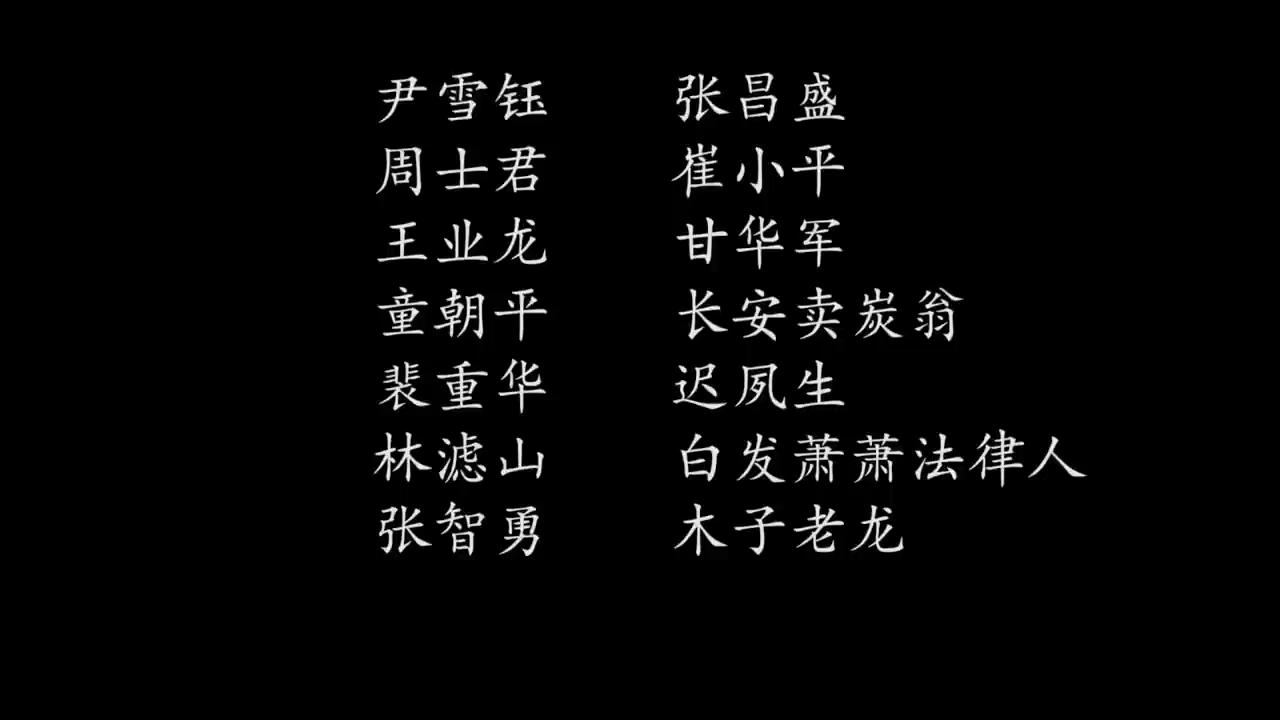 尹雪钰 张昌盛
周士君 崔小平
王业龙 甘华军
童朝平 长安卖炭翁
裴重华 迟夙生
林滤山 白发萧萧法律人
张智勇 木子老龙